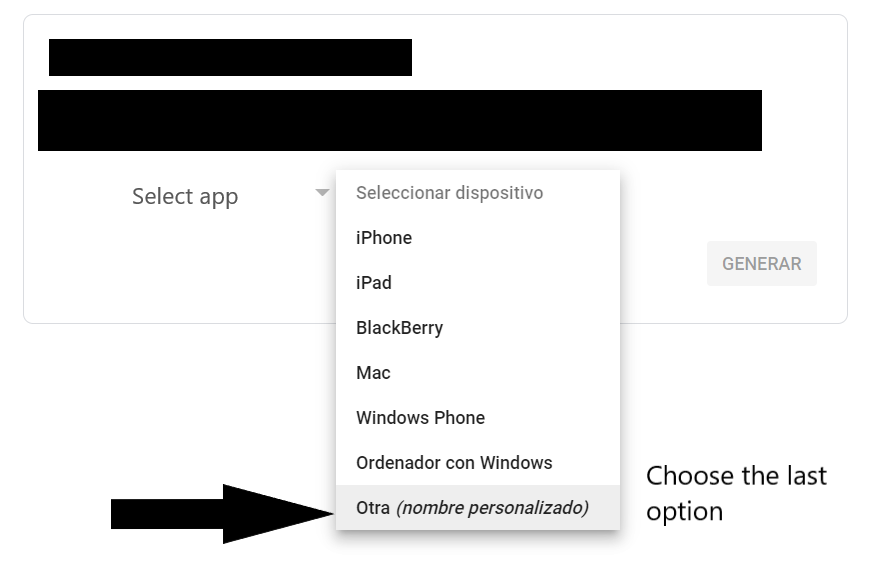 Select app
Seleccionar dispositivo
iPhone
iPad
BlackBerry
Mac
Windows Phone
Ordenador con Windows
Otra (nombre personalizado)
GENERAR
Choose the last
option